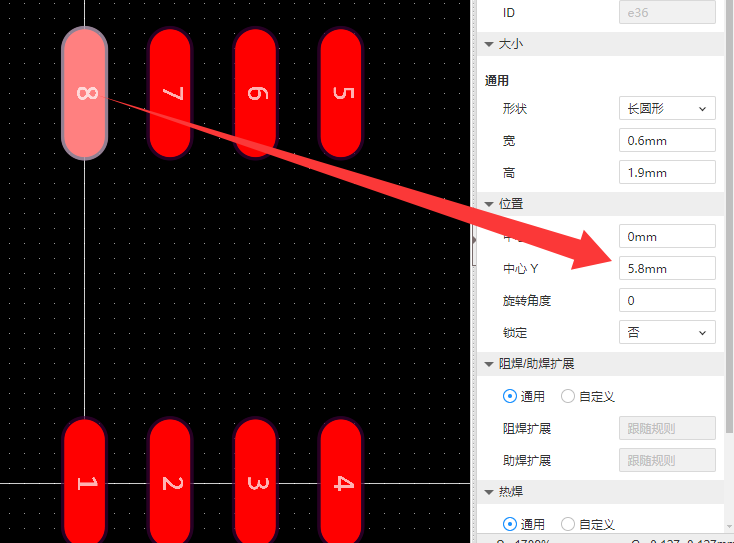 ID e36
大小
通用
形状 长圆形
宽 0.6mm
高 1.9mm
位置
0mm
中心 Y 5.8mm
旋转角度 0
锁定 否
阻焊/助焊扩展
通用 自定义
阻焊扩展 跟随规则
助焊扩展 跟随规则
热焊
通用 自定义
8 7 6 5
1 2 3 4